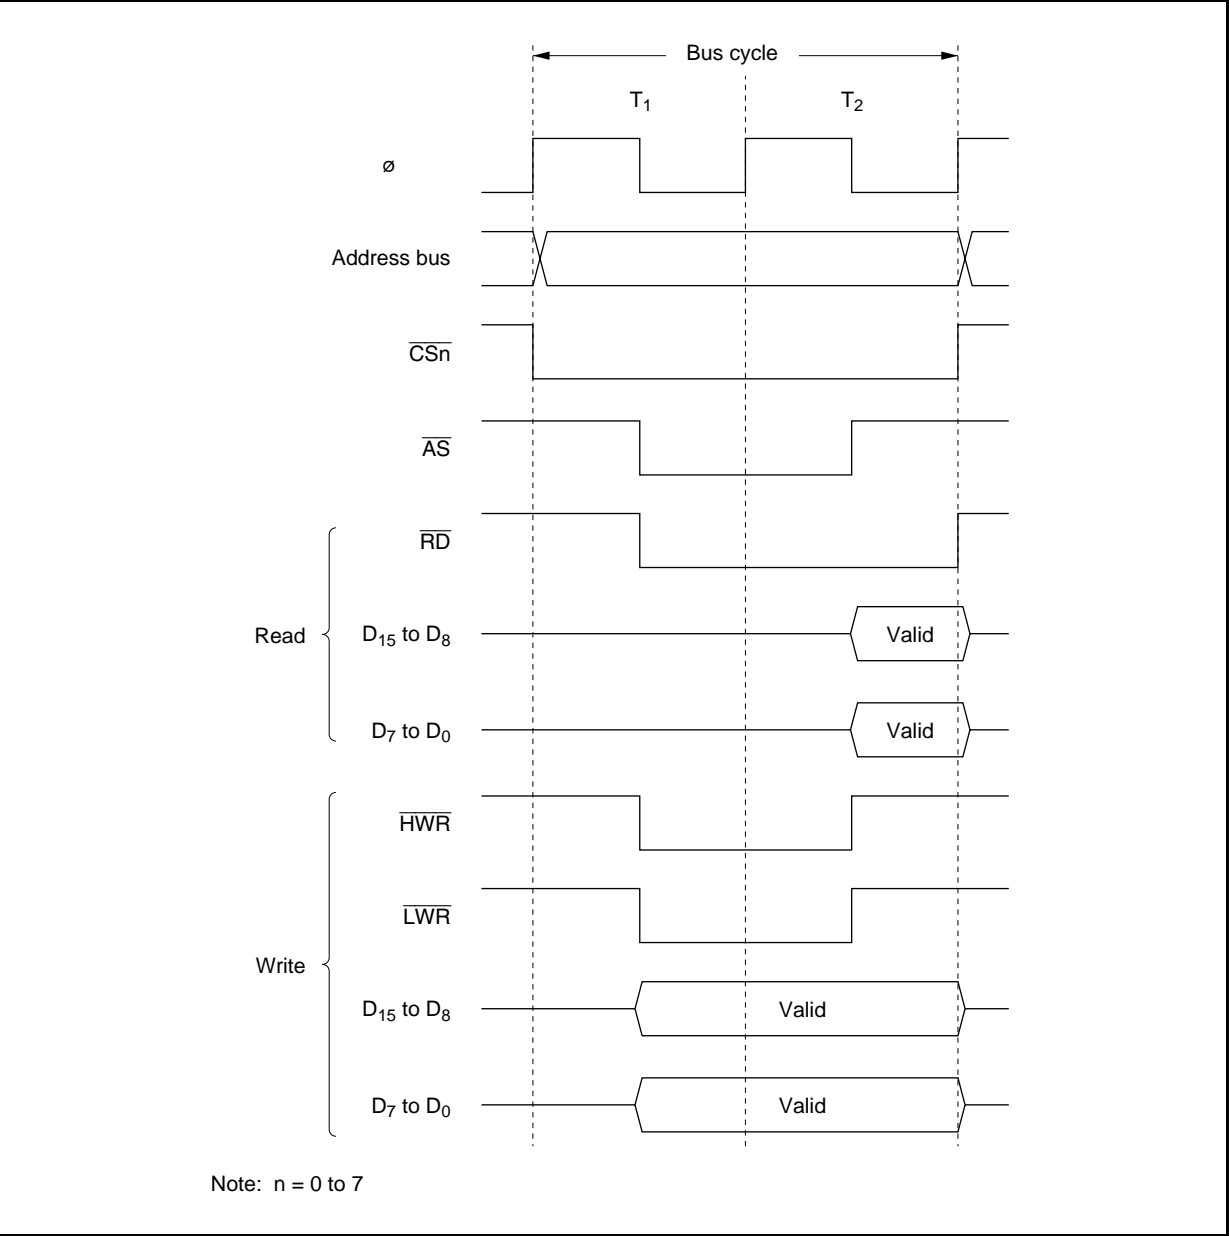 Bus cycle
T1 T2
ø
Address bus
CSn
AS
RD
Read
D15 to D8 Valid
D7 to D0 Valid
HWR
LWR
Write
D15 to D8 Valid
D7 to D0 Valid
Note: n = 0 to 7